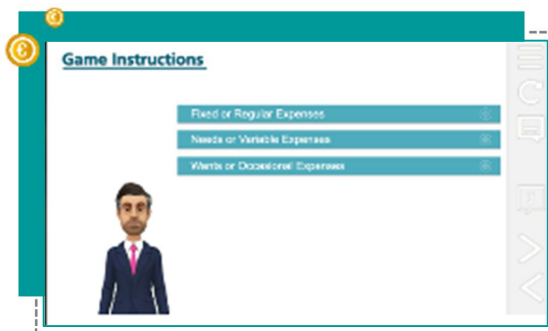 Game Instructions
Fixed or Regular Expenses
Needs or Variable Expenses
Wants or Occasional Expenses